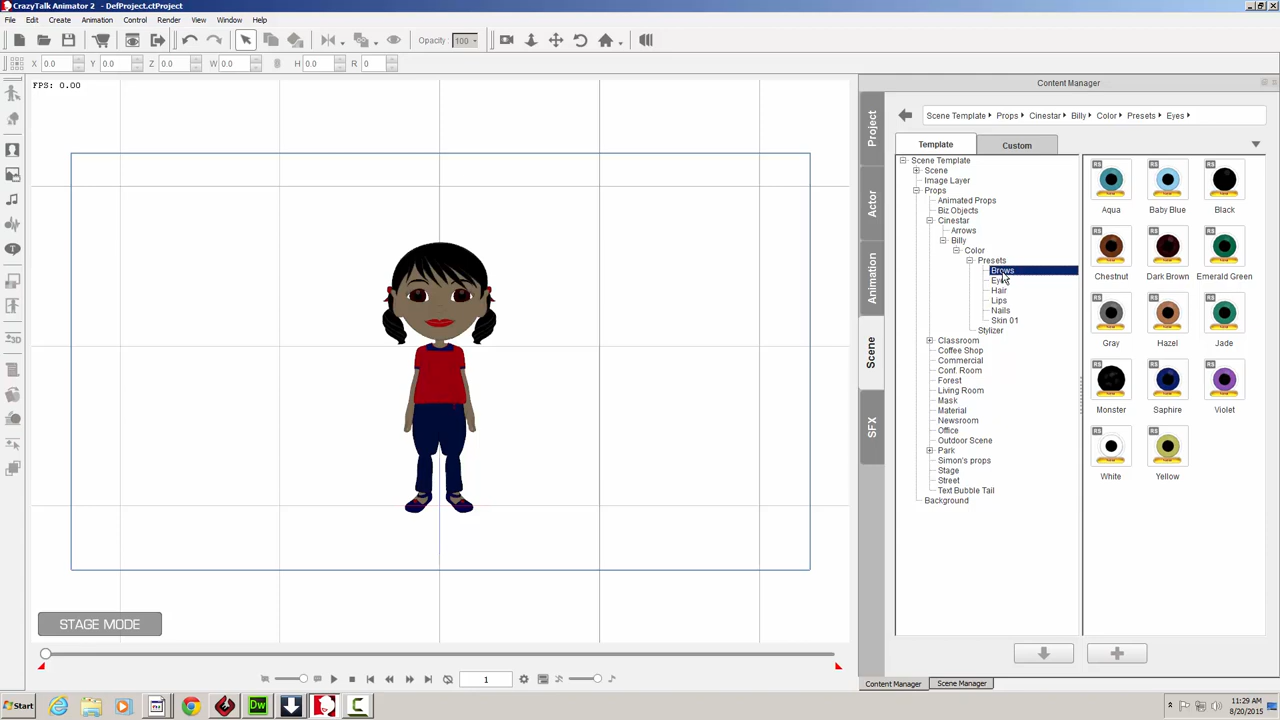 CrazyTalk Animator 2 - DefProject.ctProject
File Edit Create Animation Control Render View Window Help
Opacity : 100
X 0.0 Y 0.0 Z 0.0 W 0.0 H 0.0 R 0
FPS: 0.00
Content Manager
Scene Template Props Cinestar Billy Color Presets Eyes
Template Custom
Project
Actor
Animation
Scene
SFX
Scene Template
Scene
Image Layer
Props
Animated Props
Biz Objects
Cinestar
Arrows
Billy
Color
Presets
Brows
Eyes
Hair
Lips
Nails
Skin 01
Stylizer
Classroom
Coffee Shop
Commercial
Conf. Room
Forest
Living Room
Mask
Material
Newsroom
Office
Outdoor Scene
Park
Simon's props
Stage
Street
Text Bubble Tail
Background
Aqua Baby Blue Black
Chestnut Dark Brown Emerald Green
Gray Hazel Jade
Monster Saphire Violet
White Yellow
STAGE MODE
1
Content Manager Scene Manager
Start
Dw
11:29 AM
8/20/2015